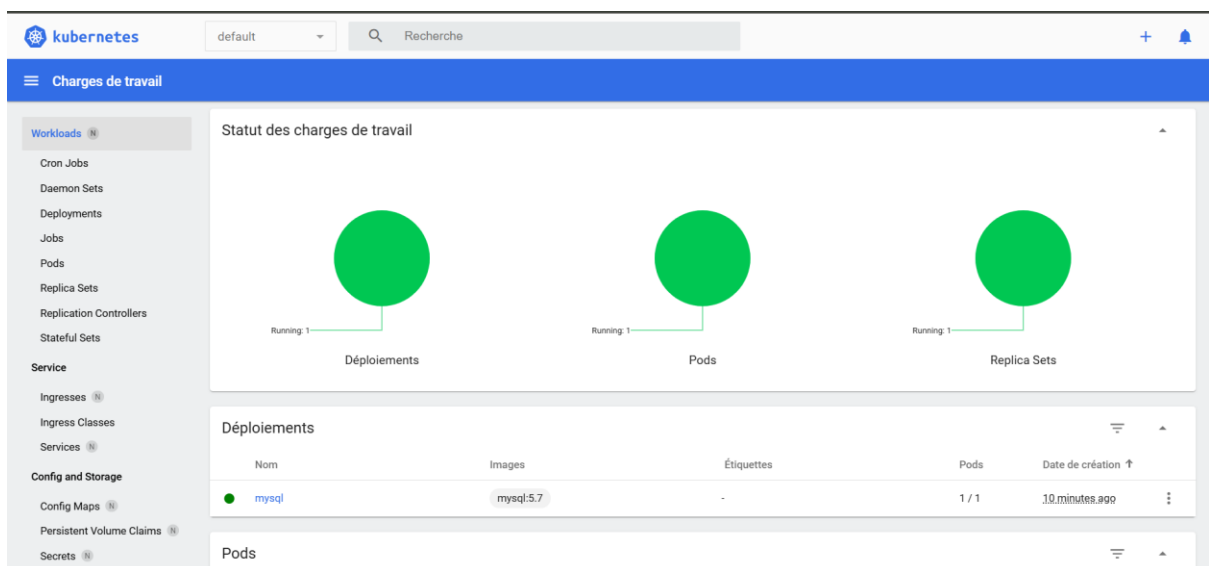 kubernetes
default
Recherche
Charges de travail
Workloads N
Cron Jobs
Daemon Sets
Deployments
Jobs
Pods
Replica Sets
Replication Controllers
Stateful Sets
Service
Ingresses N
Ingress Classes
Services N
Config and Storage
Config Maps N
Persistent Volume Claims N
Secrets N
Statut des charges de travail
Running: 1
Déploiements
Running: 1
Pods
Running: 1
Replica Sets
Déploiements
Nom Images Étiquettes Pods Date de création
mysql mysql:5.7 - 1 / 1 10 minutes ago
Pods